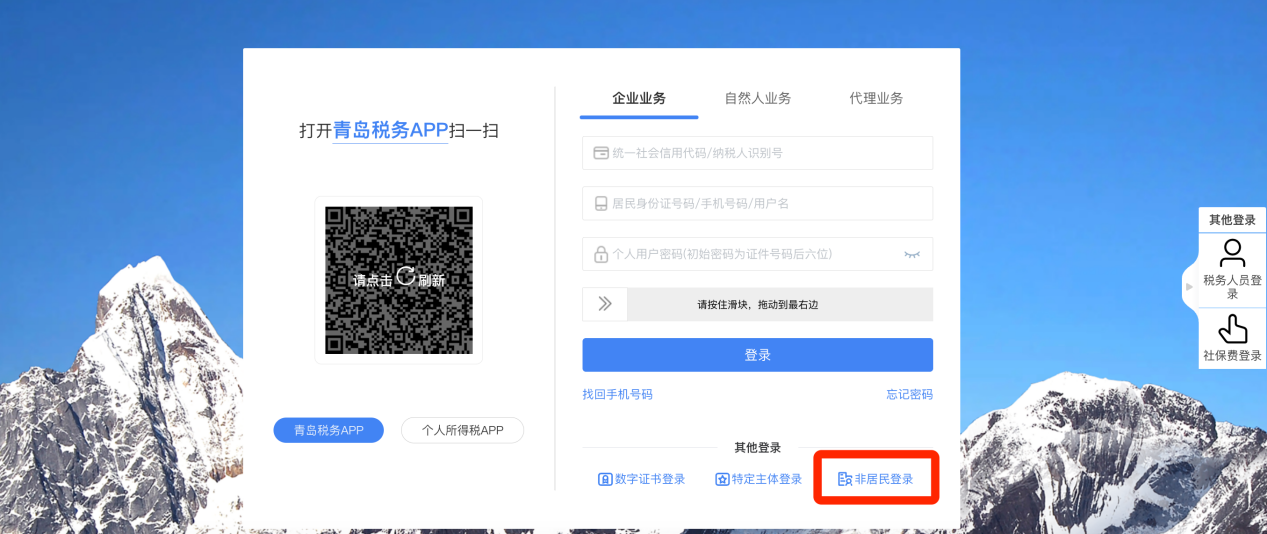 打开青岛税务APP扫一扫
请点击刷新
青岛税务APP
个人所得税APP
企业业务
自然人业务
代理业务
统一社会信用代码/纳税人识别号
居民身份证号码/手机号码/用户名
个人用户密码(初始密码为证件号码后六位)
请按住滑块，拖动到最右边
登录
找回手机号码
忘记密码
其他登录
数字证书登录
特定主体登录
非居民登录
其他登录
税务人员登
录
社保费登录